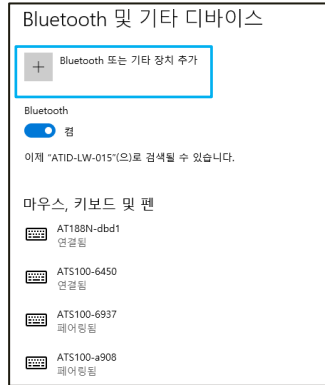 Bluetooth 및 기타 디바이스
Bluetooth 또는 기타 장치 추가
Bluetooth
켬
이제 "ATID-LW-015"(으)로 검색될 수 있습니다.
마우스, 키보드 및 펜
AT188N-dbd1
연결됨
ATS100-6450
연결됨
ATS100-6937
페어링됨
ATS100-a908
페어링됨